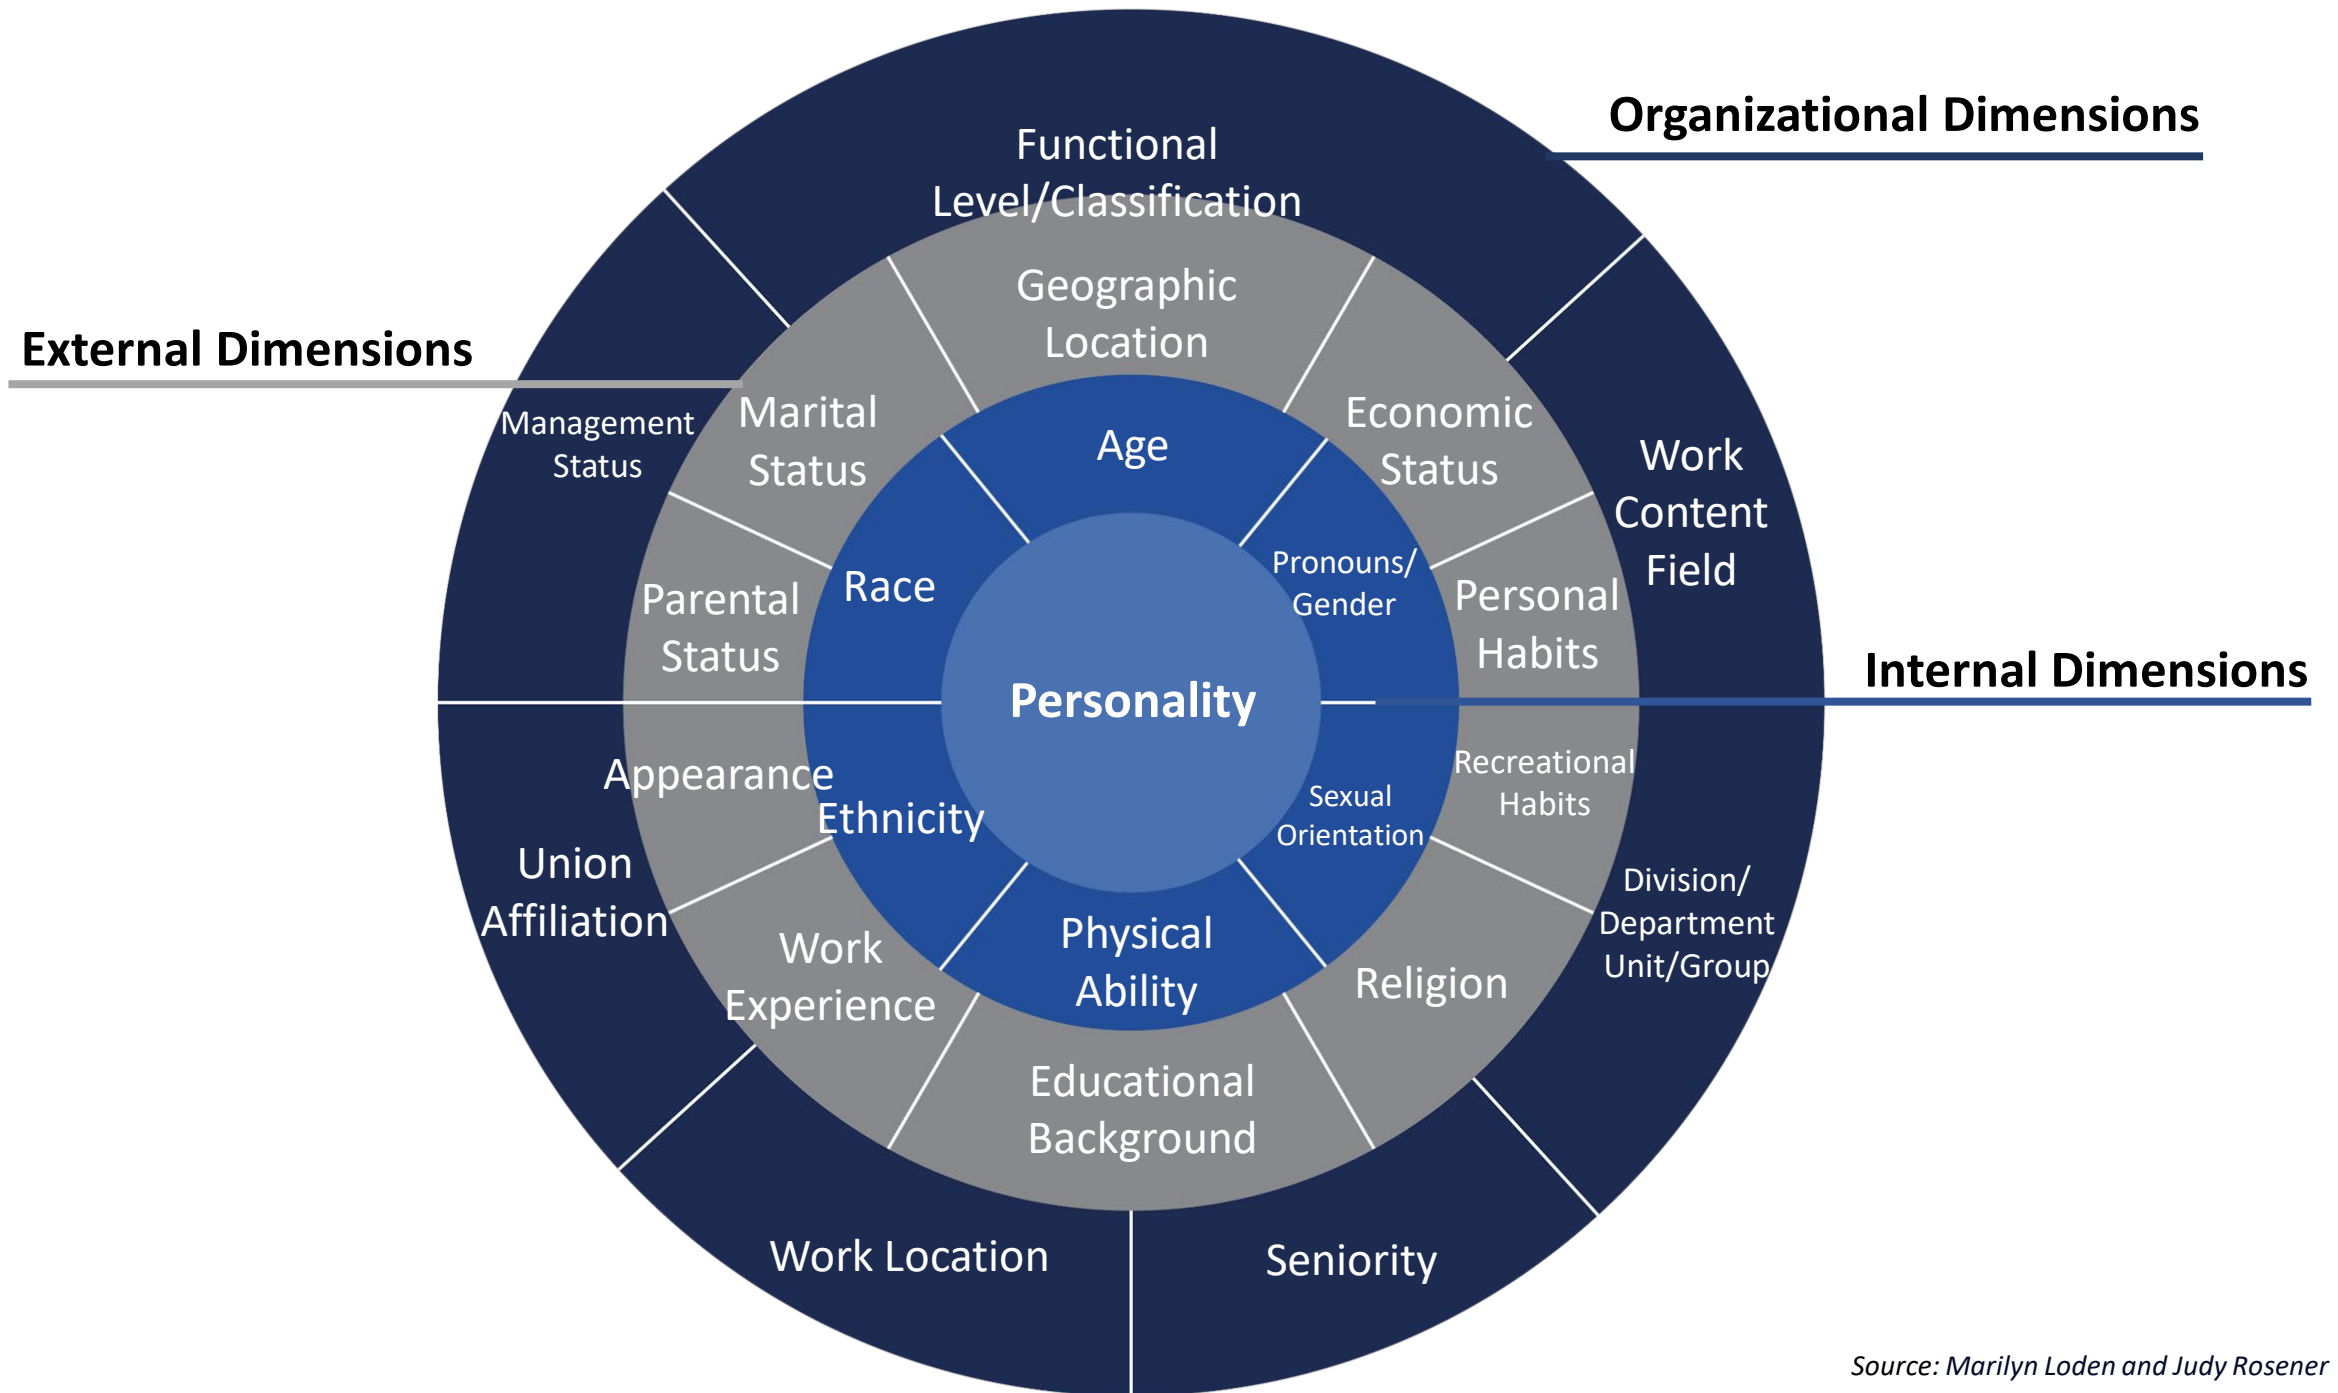 Organizational Dimensions
External Dimensions
Internal Dimensions
Functional
Level/Classification
Management
Status
Work
Content
Field
Union
Affiliation
Division/
Department
Unit/Group
Work Location
Seniority
Geographic
Location
Marital
Status
Economic
Status
Parental
Status
Personal
Habits
Appearance
Recreational
Habits
Work
Experience
Religion
Educational
Background
Age
Race
Pronouns/
Gender
Ethnicity
Sexual
Orientation
Physical
Ability
Personality
Source: Marilyn Loden and Judy Rosener